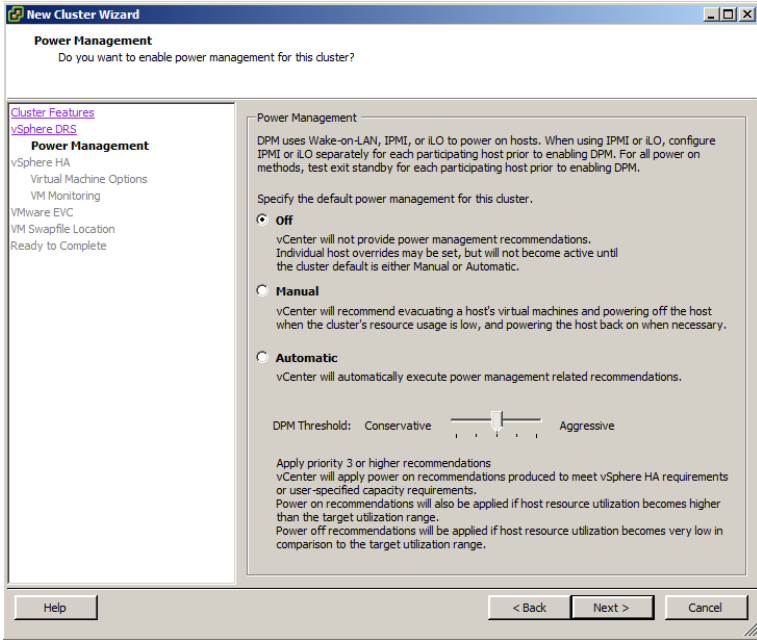 New Cluster Wizard
Power Management
Do you want to enable power management for this cluster?
Cluster Features
vSphere DRS
Power Management
vSphere HA
Virtual Machine Options
VM Monitoring
VMware EVC
VM Swapfile Location
Ready to Complete
Power Management
DPM uses Wake-on-LAN, IPMI, or iLO to power on hosts. When using IPMI or iLO, configure
IPMI or iLO separately for each participating host prior to enabling DPM. For all power on
methods, test exit standby for each participating host prior to enabling DPM.
Specify the default power management for this cluster.
Off
vCenter will not provide power management recommendations.
Individual host overrides may be set, but will not become active until
the cluster default is either Manual or Automatic.
Manual
vCenter will recommend evacuating a host's virtual machines and powering off the host
when the cluster's resource usage is low, and powering the host back on when necessary.
Automatic
vCenter will automatically execute power management related recommendations.
DPM Threshold: Conservative Aggressive
Apply priority 3 or higher recommendations
vCenter will apply power on recommendations produced to meet vSphere HA requirements
or user-specified capacity requirements.
Power on recommendations will also be applied if host resource utilization becomes higher
than the target utilization range.
Power off recommendations will be applied if host resource utilization becomes very low in
comparison to the target utilization range.
Help < Back Next > Cancel